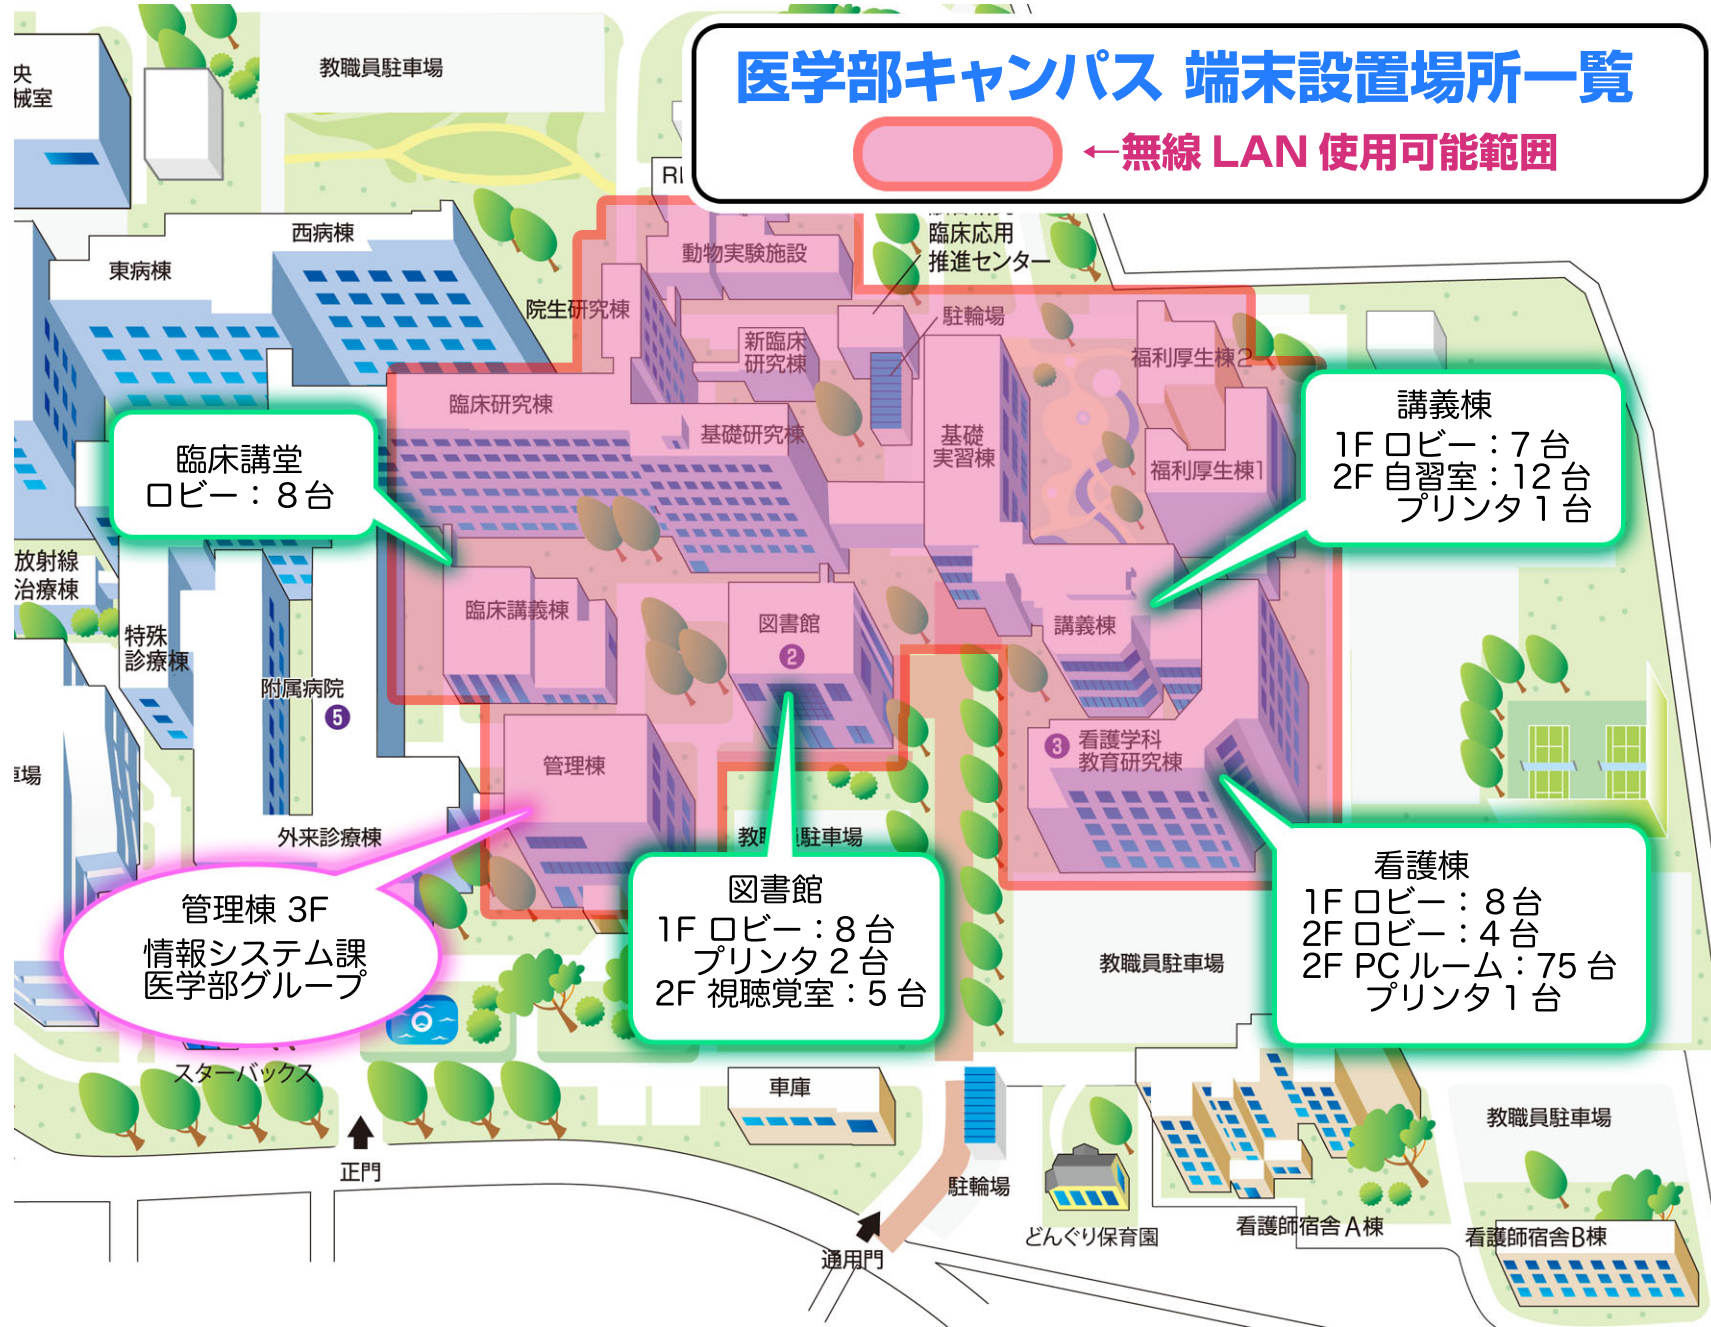 医学部キャンパス 端末設置場所一覧
←無線 LAN 使用可能範囲
央
械室
教職員駐車場
西病棟
東病棟
院生研究棟
動物実験施設
臨床応用
推進センター
駐輪場
新臨床
研究棟
福利厚生棟2
臨床研究棟
基礎研究棟
基礎
実習棟
福利厚生棟1
講義棟
1F ロビー：7 台
2F 自習室：12 台
プリンタ 1 台
臨床講堂
ロビー：8 台
放射線
治療棟
特殊
診療棟
附属病院
5
臨床講義棟
図書館
2
講義棟
管理棟
3 看護学科
教育研究棟
場
外来診療棟
駐車場
管理棟 3F
情報システム課
医学部グループ
図書館
1F ロビー：8 台
プリンタ 2 台
2F 視聴覚室：5 台
看護棟
1F ロビー：8 台
2F ロビー：4 台
2F PC ルーム：75 台
プリンタ 1 台
教職員駐車場
スターバックス
車庫
教職員駐車場
正門
駐輪場
通用門
どんぐり保育園
看護師宿舎A棟
看護師宿舎B棟